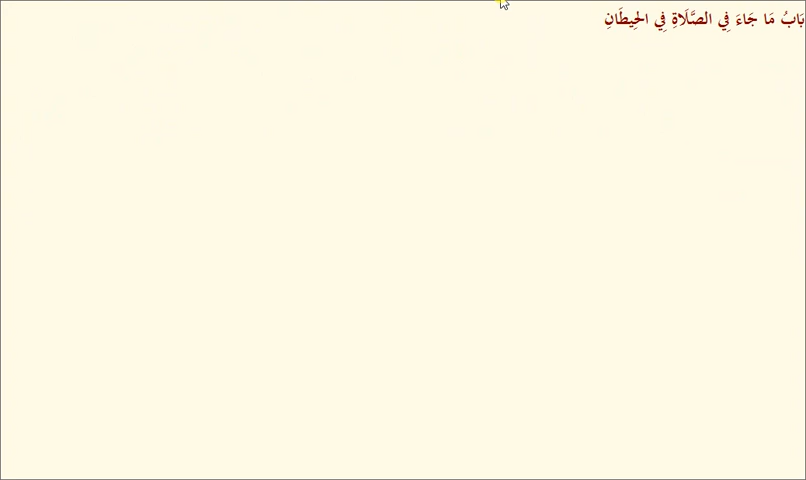 بَابُ مَا جَاءَ فِي الصَّلَاةِ فِي الحِيطَانِ